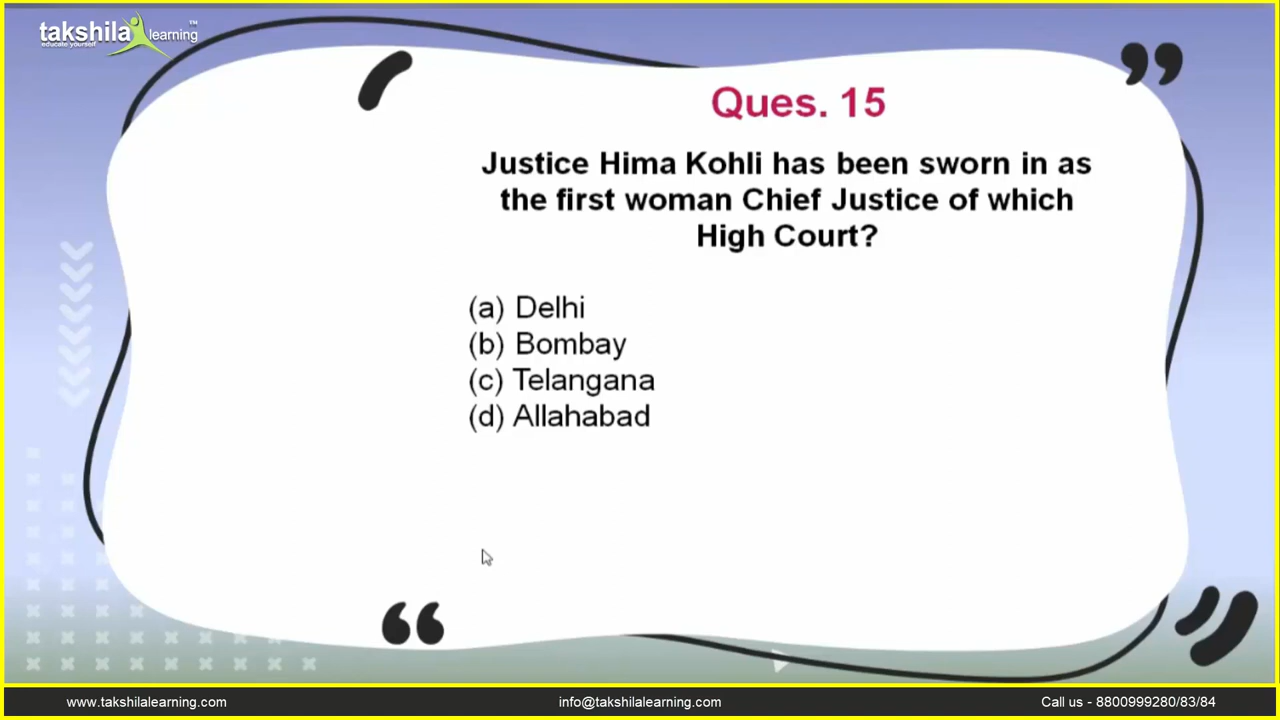 takshila learning™
educate yourself
Ques. 15
Justice Hima Kohli has been sworn in as
the first woman Chief Justice of which
High Court?
(a) Delhi
(b) Bombay
(c) Telangana
(d) Allahabad
www.takshilalearning.com info@takshilalearning.com Call us - 8800999280/83/84